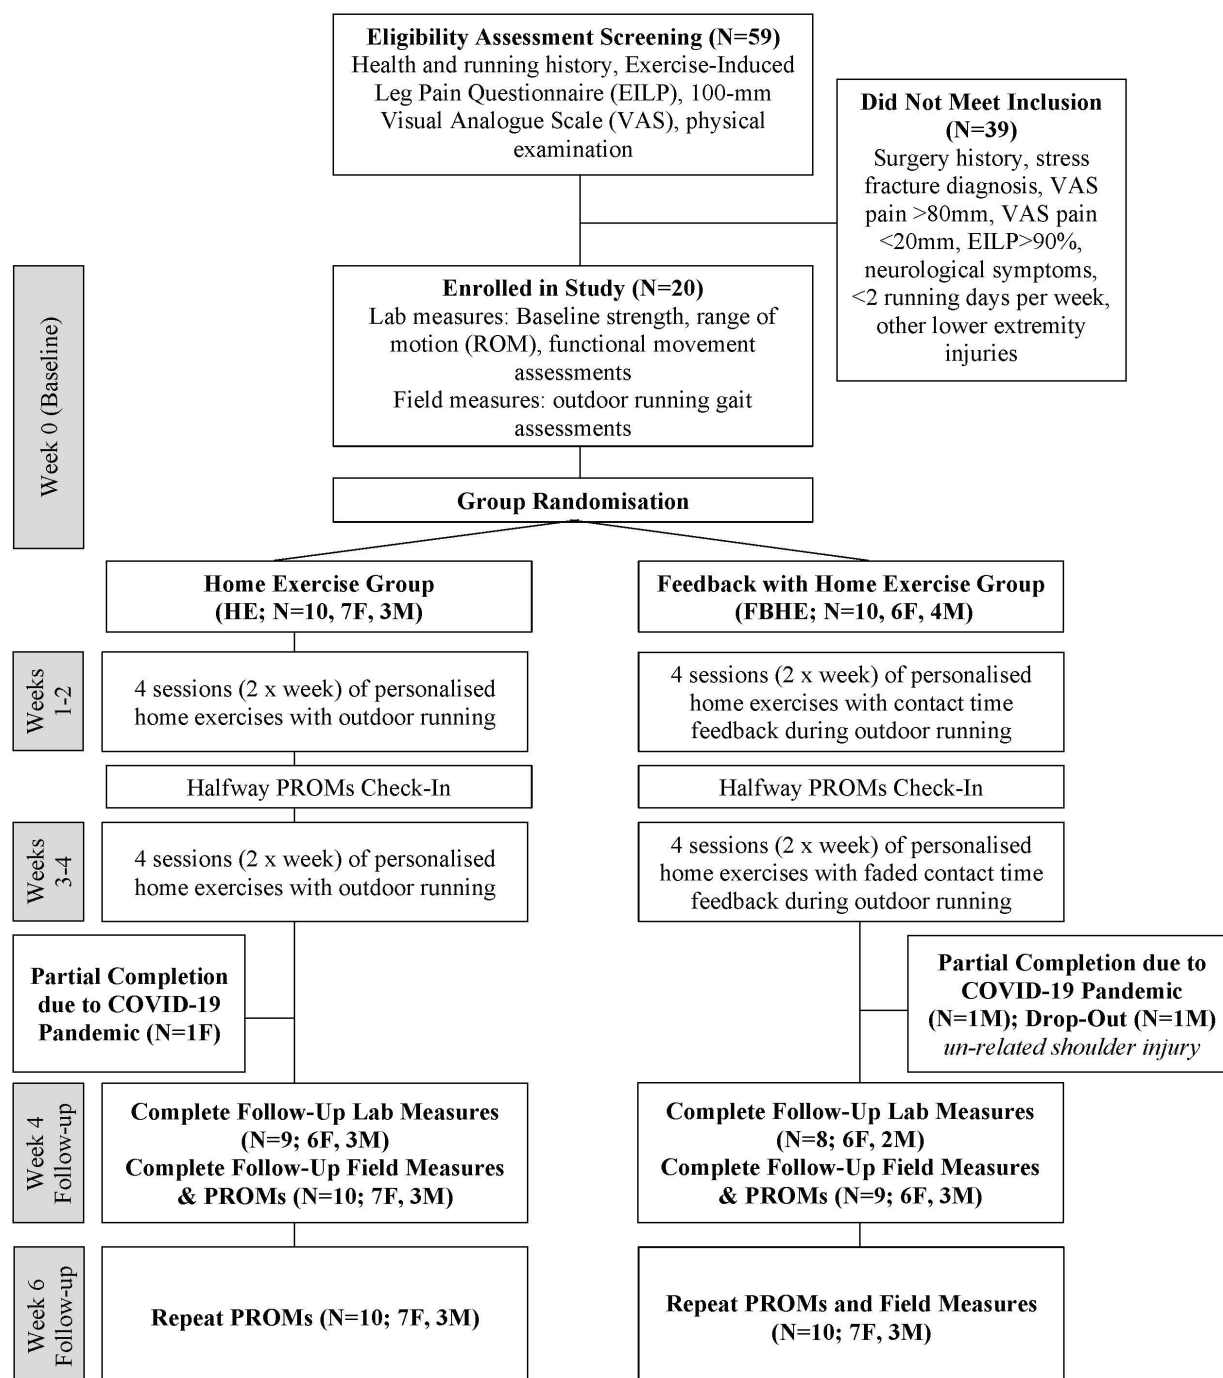 Eligibility Assessment Screening (N=59)
Health and running history, Exercise-Induced
Leg Pain Questionnaire (EILP), 100-mm
Visual Analogue Scale (VAS), physical
examination
Did Not Meet Inclusion
(N=39)
Surgery history, stress
fracture diagnosis, VAS
pain >80mm, VAS pain
<20mm, EILP>90%,
neurological symptoms,
<2 running days per week,
other lower extremity
injuries
Week 0 (Baseline)
Enrolled in Study (N=20)
Lab measures: Baseline strength, range of
motion (ROM), functional movement
assessments
Field measures: outdoor running gait
assessments
Group Randomisation
Home Exercise Group
(HE; N=10, 7F, 3M)
Feedback with Home Exercise Group
(FBHE; N=10, 6F, 4M)
Weeks
1-2
4 sessions (2 x week) of personalised
home exercises with outdoor running
4 sessions (2 x week) of personalised
home exercises with contact time
feedback during outdoor running
Halfway PROMs Check-In
Halfway PROMs Check-In
Weeks
3-4
4 sessions (2 x week) of personalised
home exercises with outdoor running
4 sessions (2 x week) of personalised
home exercises with faded contact time
feedback during outdoor running
Partial Completion
due to COVID-19
Pandemic (N=1F)
Partial Completion due to
COVID-19 Pandemic
(N=1M); Drop-Out (N=1M)
un-related shoulder injury
Week 4
Follow-up
Complete Follow-Up Lab Measures
(N=9; 6F, 3M)
Complete Follow-Up Field Measures
& PROMs (N=10; 7F, 3M)
Complete Follow-Up Lab Measures
(N=8; 6F, 2M)
Complete Follow-Up Field Measures
& PROMs (N=9; 6F, 3M)
Week 6
Follow-up
Repeat PROMs (N=10; 7F, 3M)
Repeat PROMs and Field Measures
(N=10; 7F, 3M)